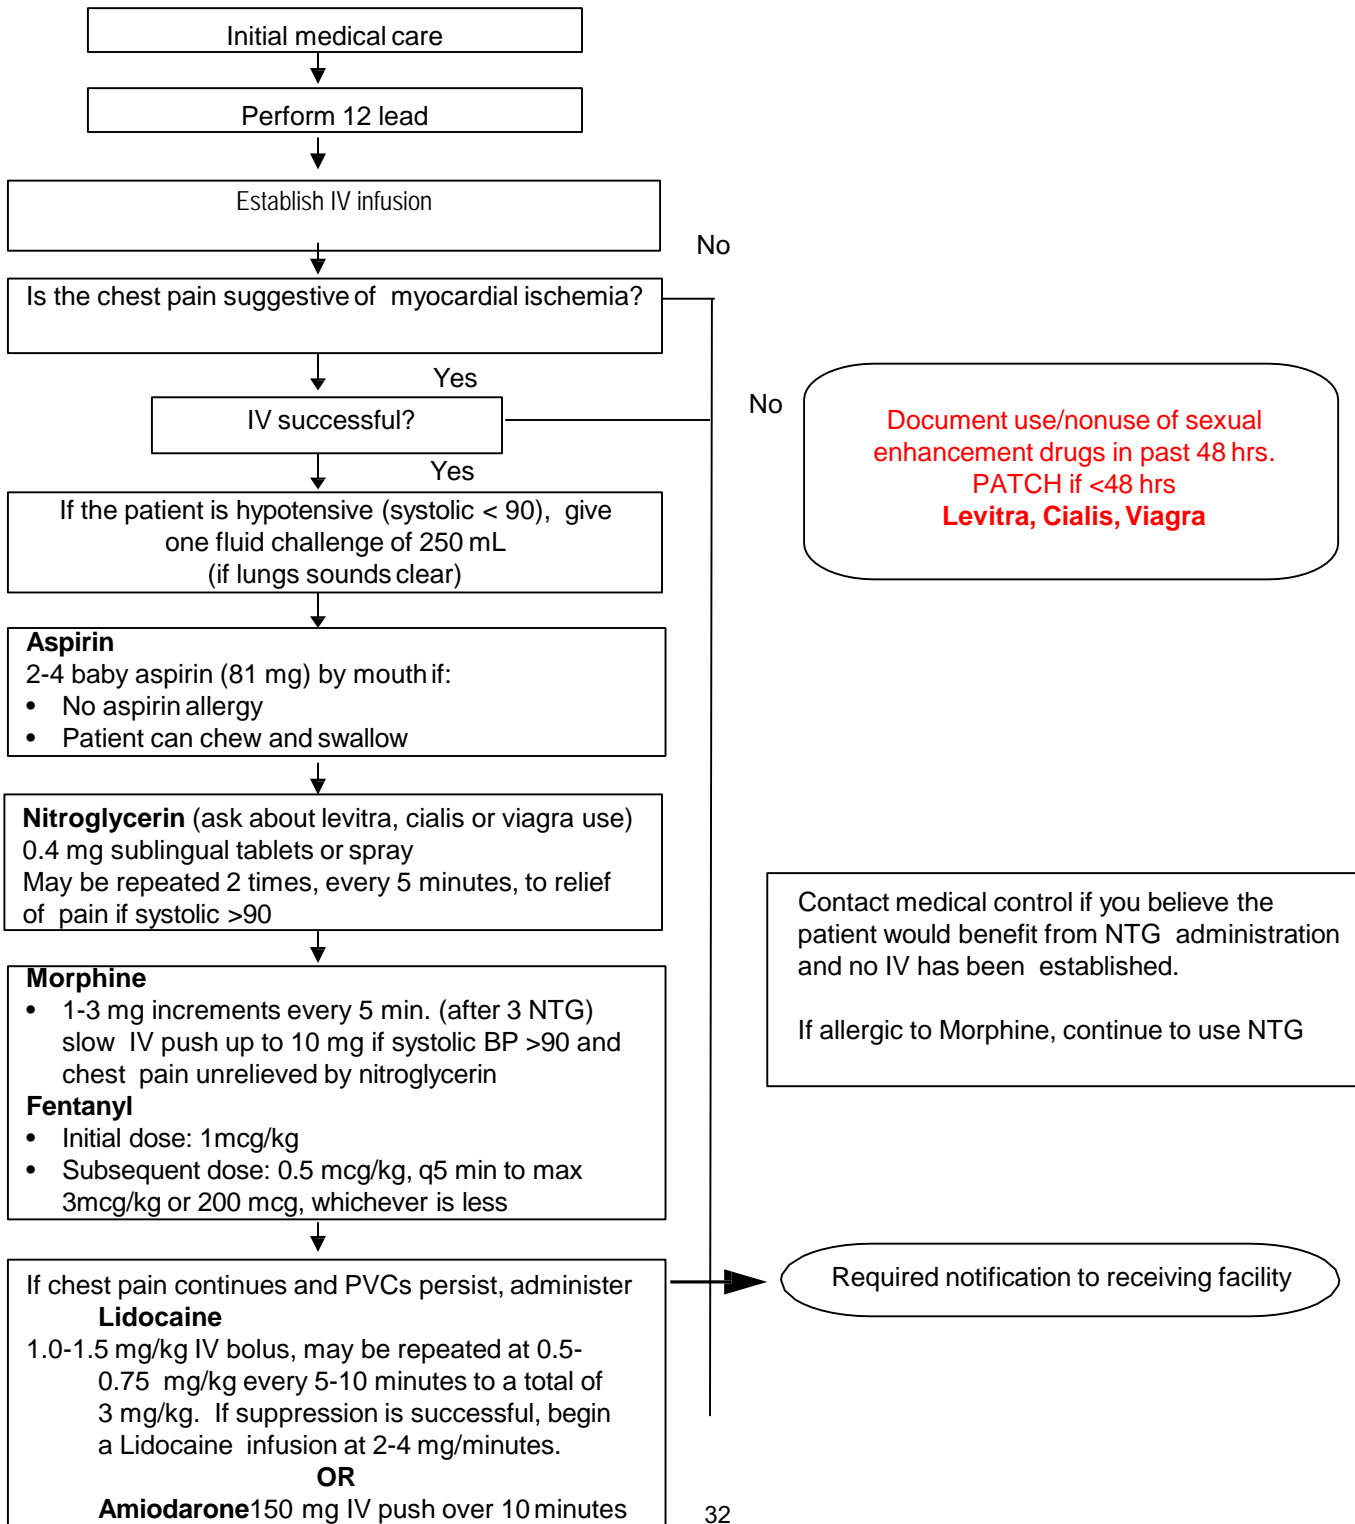 Initial medical care
Perform 12 lead
Establish IV infusion
No
Is the chest pain suggestive of myocardial ischemia?
Yes
No
IV successful?
Yes
Document use/nonuse of sexual
enhancement drugs in past 48 hrs.
PATCH if <48 hrs
Levitra, Cialis, Viagra
If the patient is hypotensive (systolic < 90), give
one fluid challenge of 250 mL
(if lungs sounds clear)
Aspirin
2-4 baby aspirin (81 mg) by mouth if:
• No aspirin allergy
• Patient can chew and swallow
Nitroglycerin (ask about levitra, cialis or viagra use)
0.4 mg sublingual tablets or spray
May be repeated 2 times, every 5 minutes, to relief
of pain if systolic >90
Contact medical control if you believe the
patient would benefit from NTG administration
and no IV has been established.
If allergic to Morphine, continue to use NTG
Morphine
• 1-3 mg increments every 5 min. (after 3 NTG)
slow IV push up to 10 mg if systolic BP >90 and
chest pain unrelieved by nitroglycerin
Fentanyl
• Initial dose: 1mcg/kg
• Subsequent dose: 0.5 mcg/kg, q5 min to max
3mcg/kg or 200 mcg, whichever is less
If chest pain continues and PVCs persist, administer
Lidocaine
1.0-1.5 mg/kg IV bolus, may be repeated at 0.5-
0.75 mg/kg every 5-10 minutes to a total of
3 mg/kg. If suppression is successful, begin
a Lidocaine infusion at 2-4 mg/minutes.
OR
Amiodarone150 mg IV push over 10 minutes
Required notification to receiving facility
32